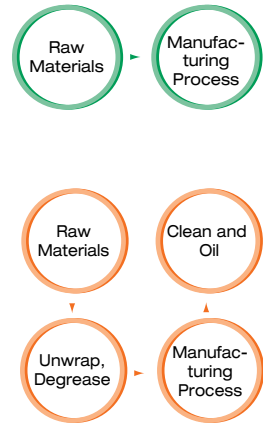 Raw
Materials
Manufac-
turing
Process
Raw
Materials
Clean and
Oil
Unwrap,
Degrease
Manufac-
turing
Process